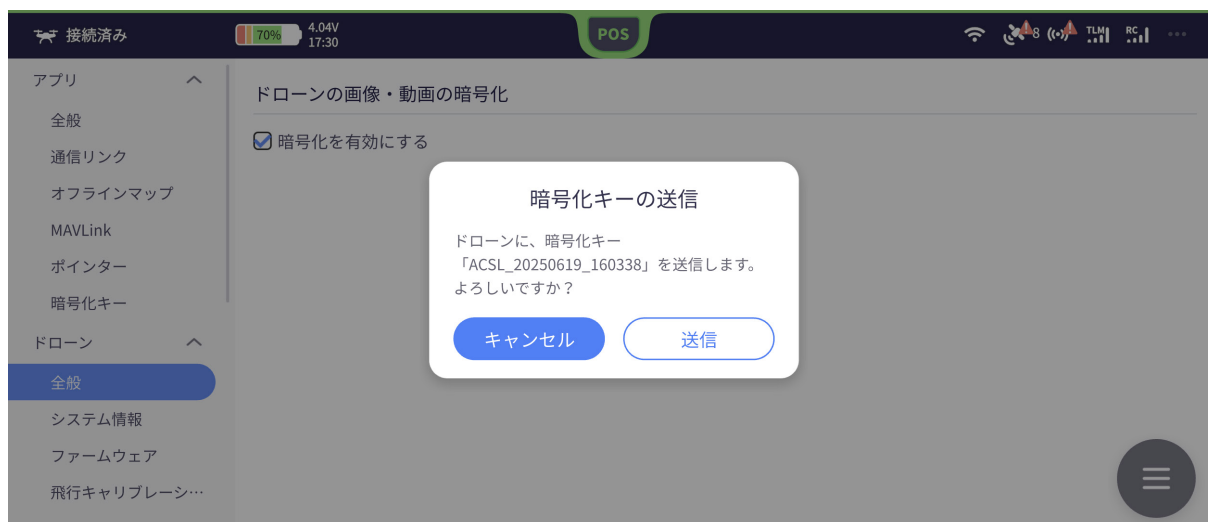 接続済み
70%
4.04V
17:30
POS
8
TLM
RC
アプリ
全般
通信リンク
オフラインマップ
MAVLink
ポインター
暗号化キー
ドローン
全般
システム情報
ファームウェア
飛行キャリブレーシ…
ドローンの画像・動画の暗号化
暗号化を有効にする
暗号化キーの送信
ドローンに、暗号化キー
「ACSL_20250619_160338」を送信します。
よろしいですか？
キャンセル
送信